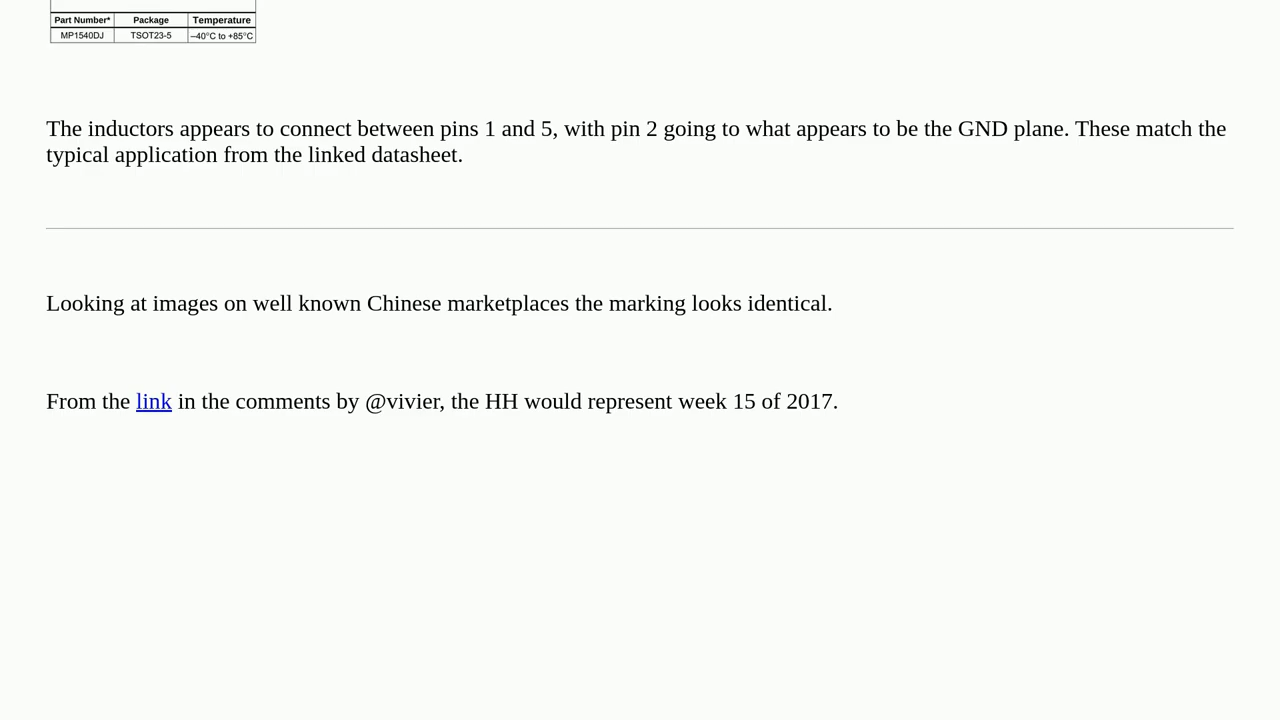 Part Number* Package Temperature
MP1540DJ TSOT23-5 –40°C to +85°C
The inductors appears to connect between pins 1 and 5, with pin 2 going to what appears to be the GND plane. These match the
typical application from the linked datasheet.
Looking at images on well known Chinese marketplaces the marking looks identical.
From the link in the comments by @vivier, the HH would represent week 15 of 2017.